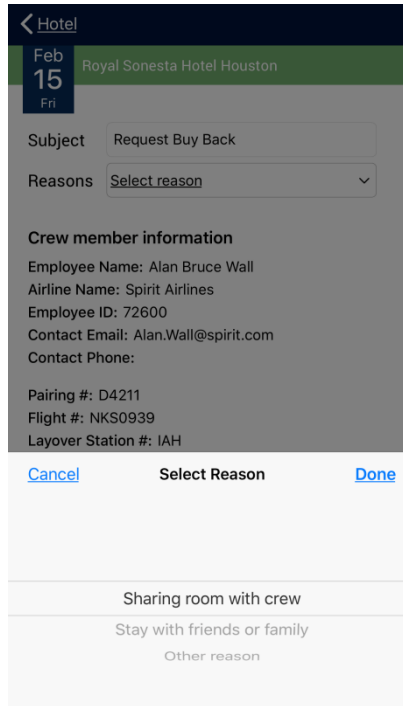 Hotel
Feb
15
Fri
Royal Sonesta Hotel Houston
Subject Request Buy Back
Reasons Select reason
Crew member information
Employee Name: Alan Bruce Wall
Airline Name: Spirit Airlines
Employee ID: 72600
Contact Email: Alan.Wall@spirit.com
Contact Phone:
Pairing #: D4211
Flight #: NKS0939
Layover Station #: IAH
Cancel Select Reason Done
Sharing room with crew
Stay with friends or family
Other reason